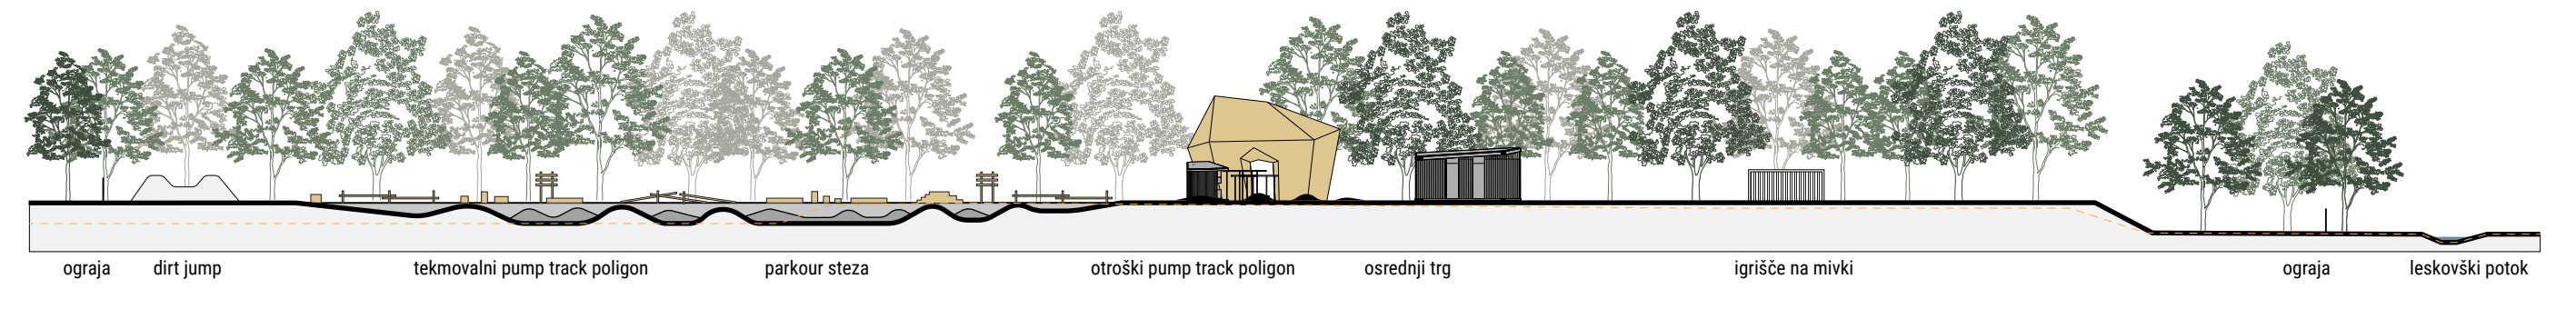 ograja
dirt jump
tekmovalni pump track poligon
parkour steza
otroški pump track poligon
osrednji trg
igrišče na mivki
ograja
leskovški potok